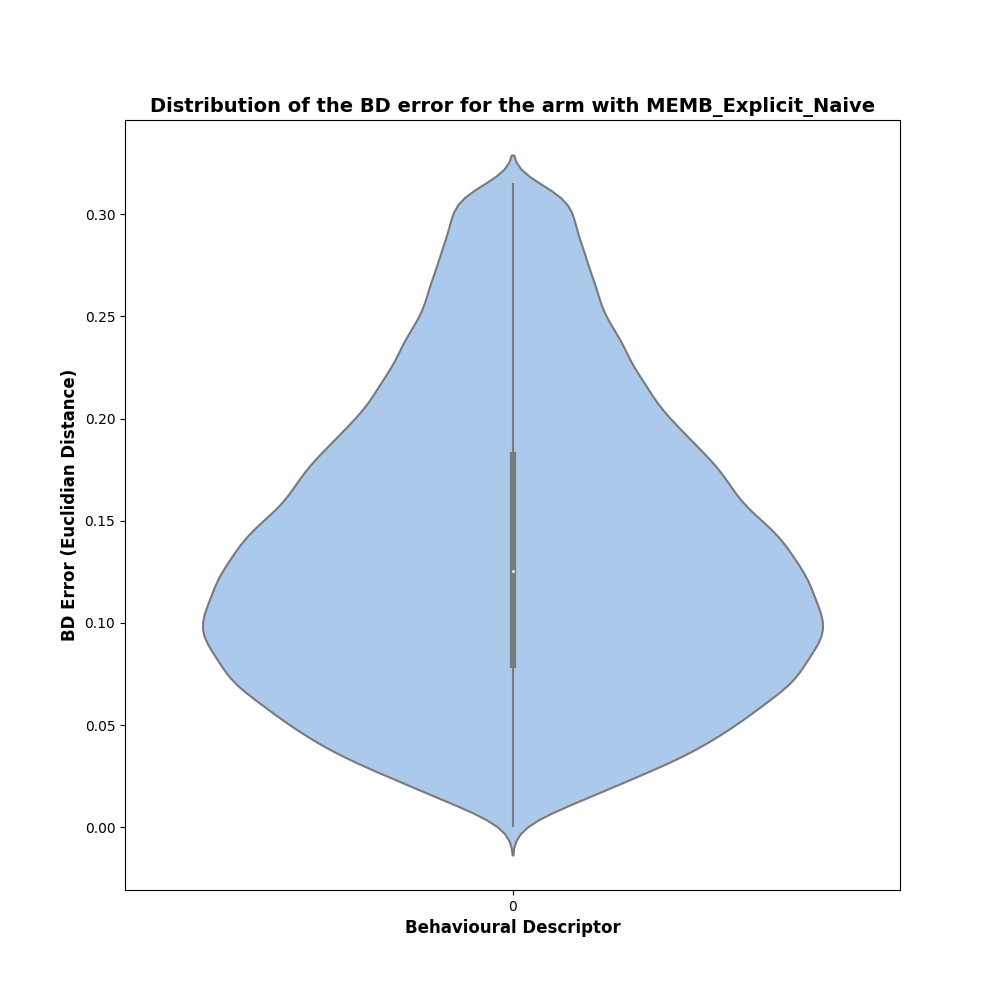 Distribution of the BD error for the arm with MEMB_Explicit_Naive
0.30
0.25
0.20
0.15
0.10
0.05
0.00
BD Error (Euclidian Distance)
0
Behavioural Descriptor